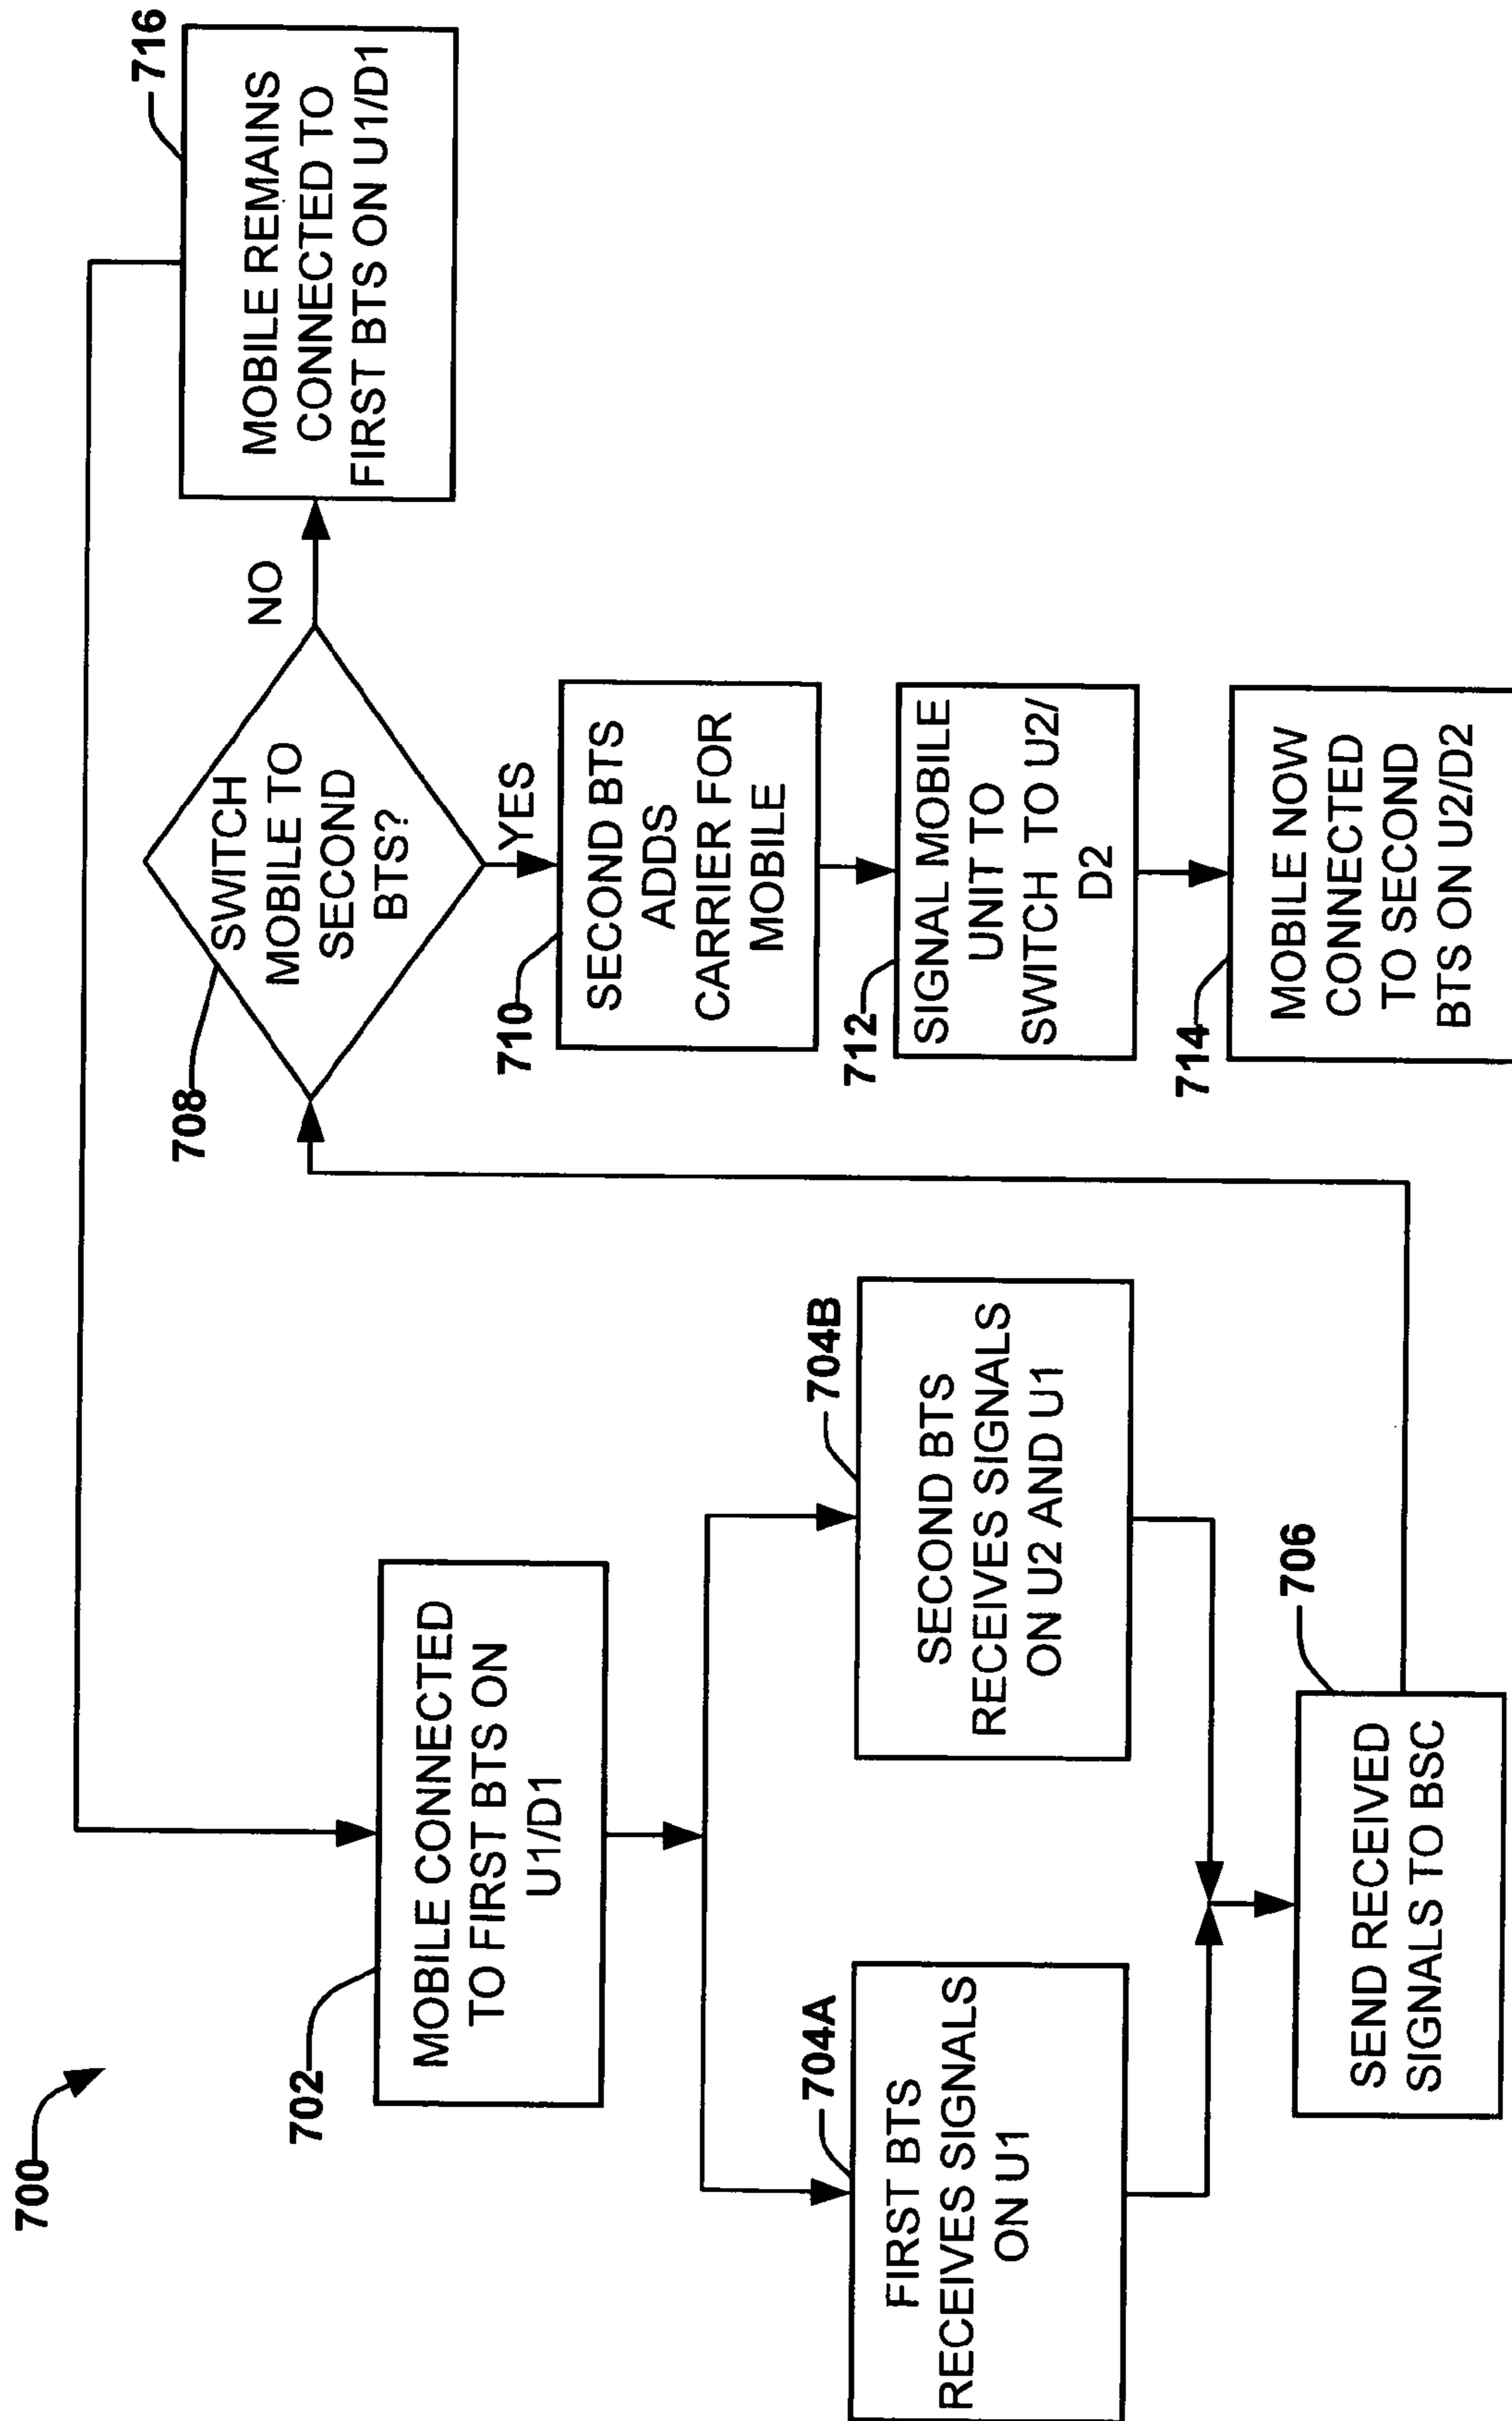 700
702
MOBILE CONNECTED
TO FIRST BTS ON
U1/D1
704A
FIRST BTS
RECEIVES SIGNALS
ON U1
704B
SECOND BTS
RECEIVES SIGNALS
ON U2 AND U1
706
SEND RECEIVED
SIGNALS TO BSC
708
SWITCH
MOBILE TO
SECOND
BTS?
NO
YES
710
SECOND BTS
ADDS
CARRIER FOR
MOBILE
712
SIGNAL MOBILE
UNIT TO
SWITCH TO U2/
D2
714
MOBILE NOW
CONNECTED
TO SECOND
BTS ON U2/D2
716
MOBILE REMAINS
CONNECTED TO
FIRST BTS ON U1/D1